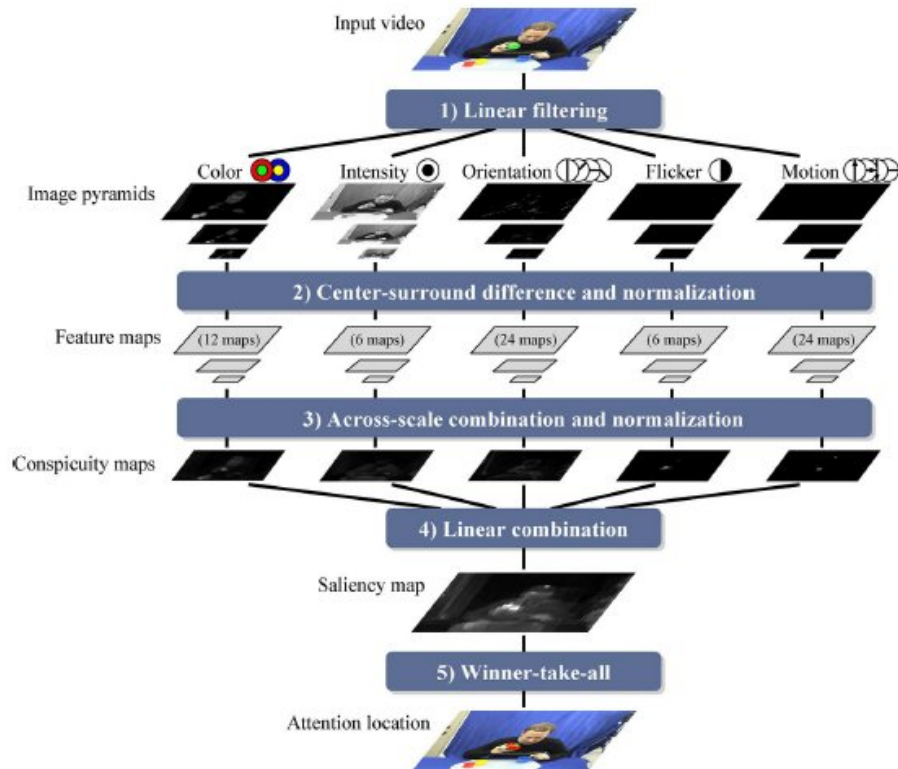 Input video
1) Linear filtering
Color Intensity Orientation Flicker Motion
Image pyramids
2) Center-surround difference and normalization
Feature maps (12 maps) (6 maps) (24 maps) (6 maps) (24 maps)
3) Across-scale combination and normalization
Conspicuity maps
4) Linear combination
Saliency map
5) Winner-take-all
Attention location